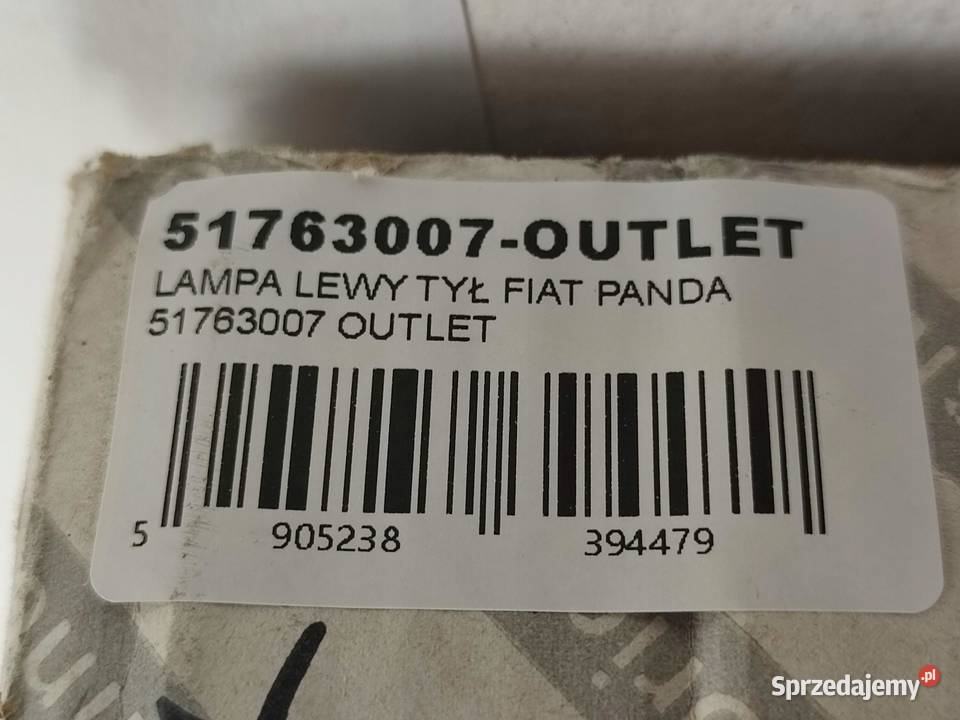 51763007-OUTLET
LAMPA LEWY TYŁ FIAT PANDA
51763007 OUTLET
5 905238 394479
Sprzedajemy.pl